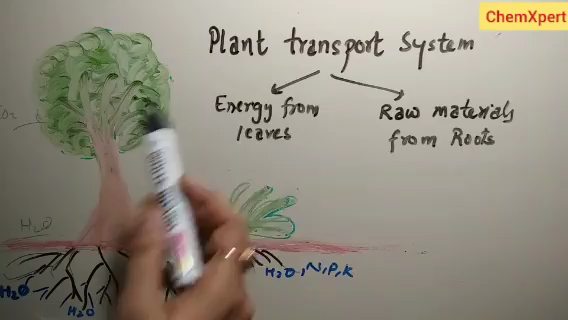 ChemXpert
Plant transport System
Energy from
leaves
Raw materials
from Roots
H₂O
H₂O, N, P, K
H₂O
H₂O